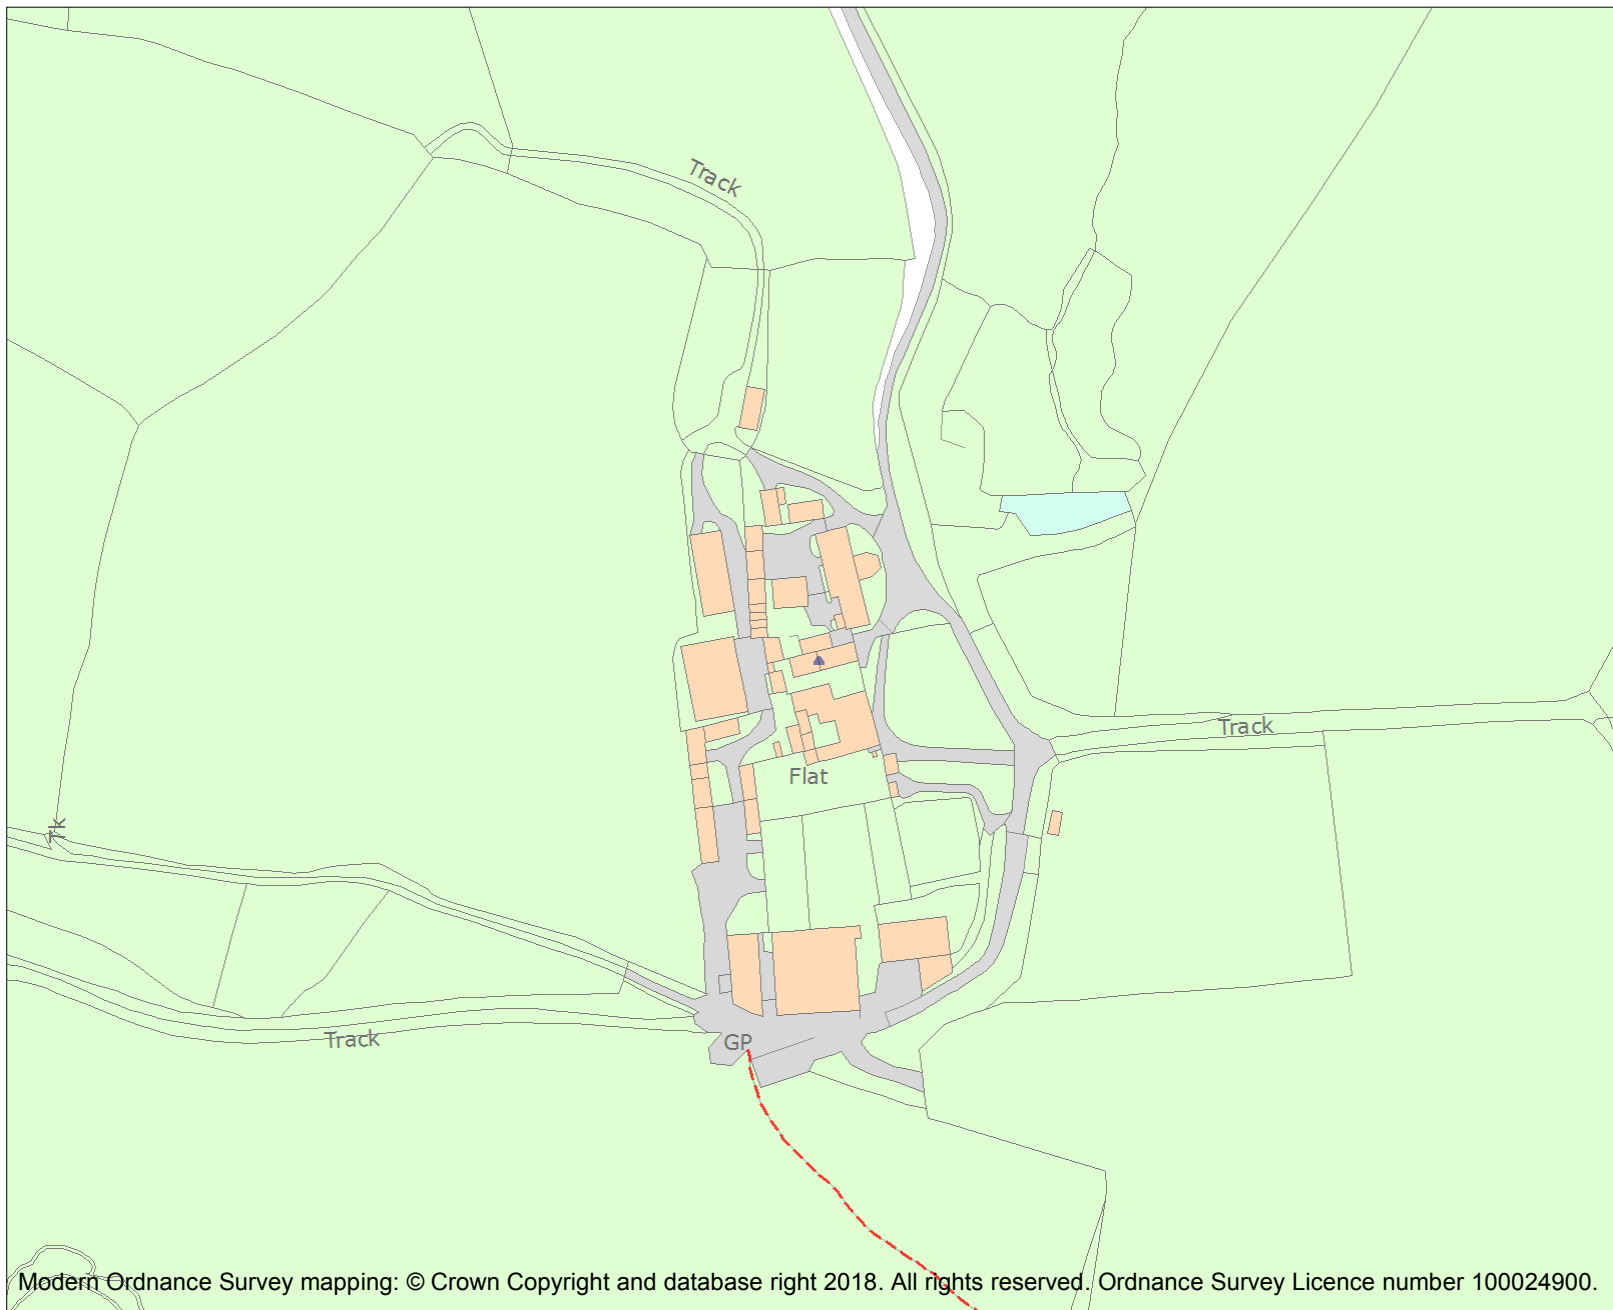 Track
Track
Flat
TK
Track
GP
Modern Ordnance Survey mapping: © Crown Copyright and database right 2018. All rights reserved. Ordnance Survey Licence number 100024900.